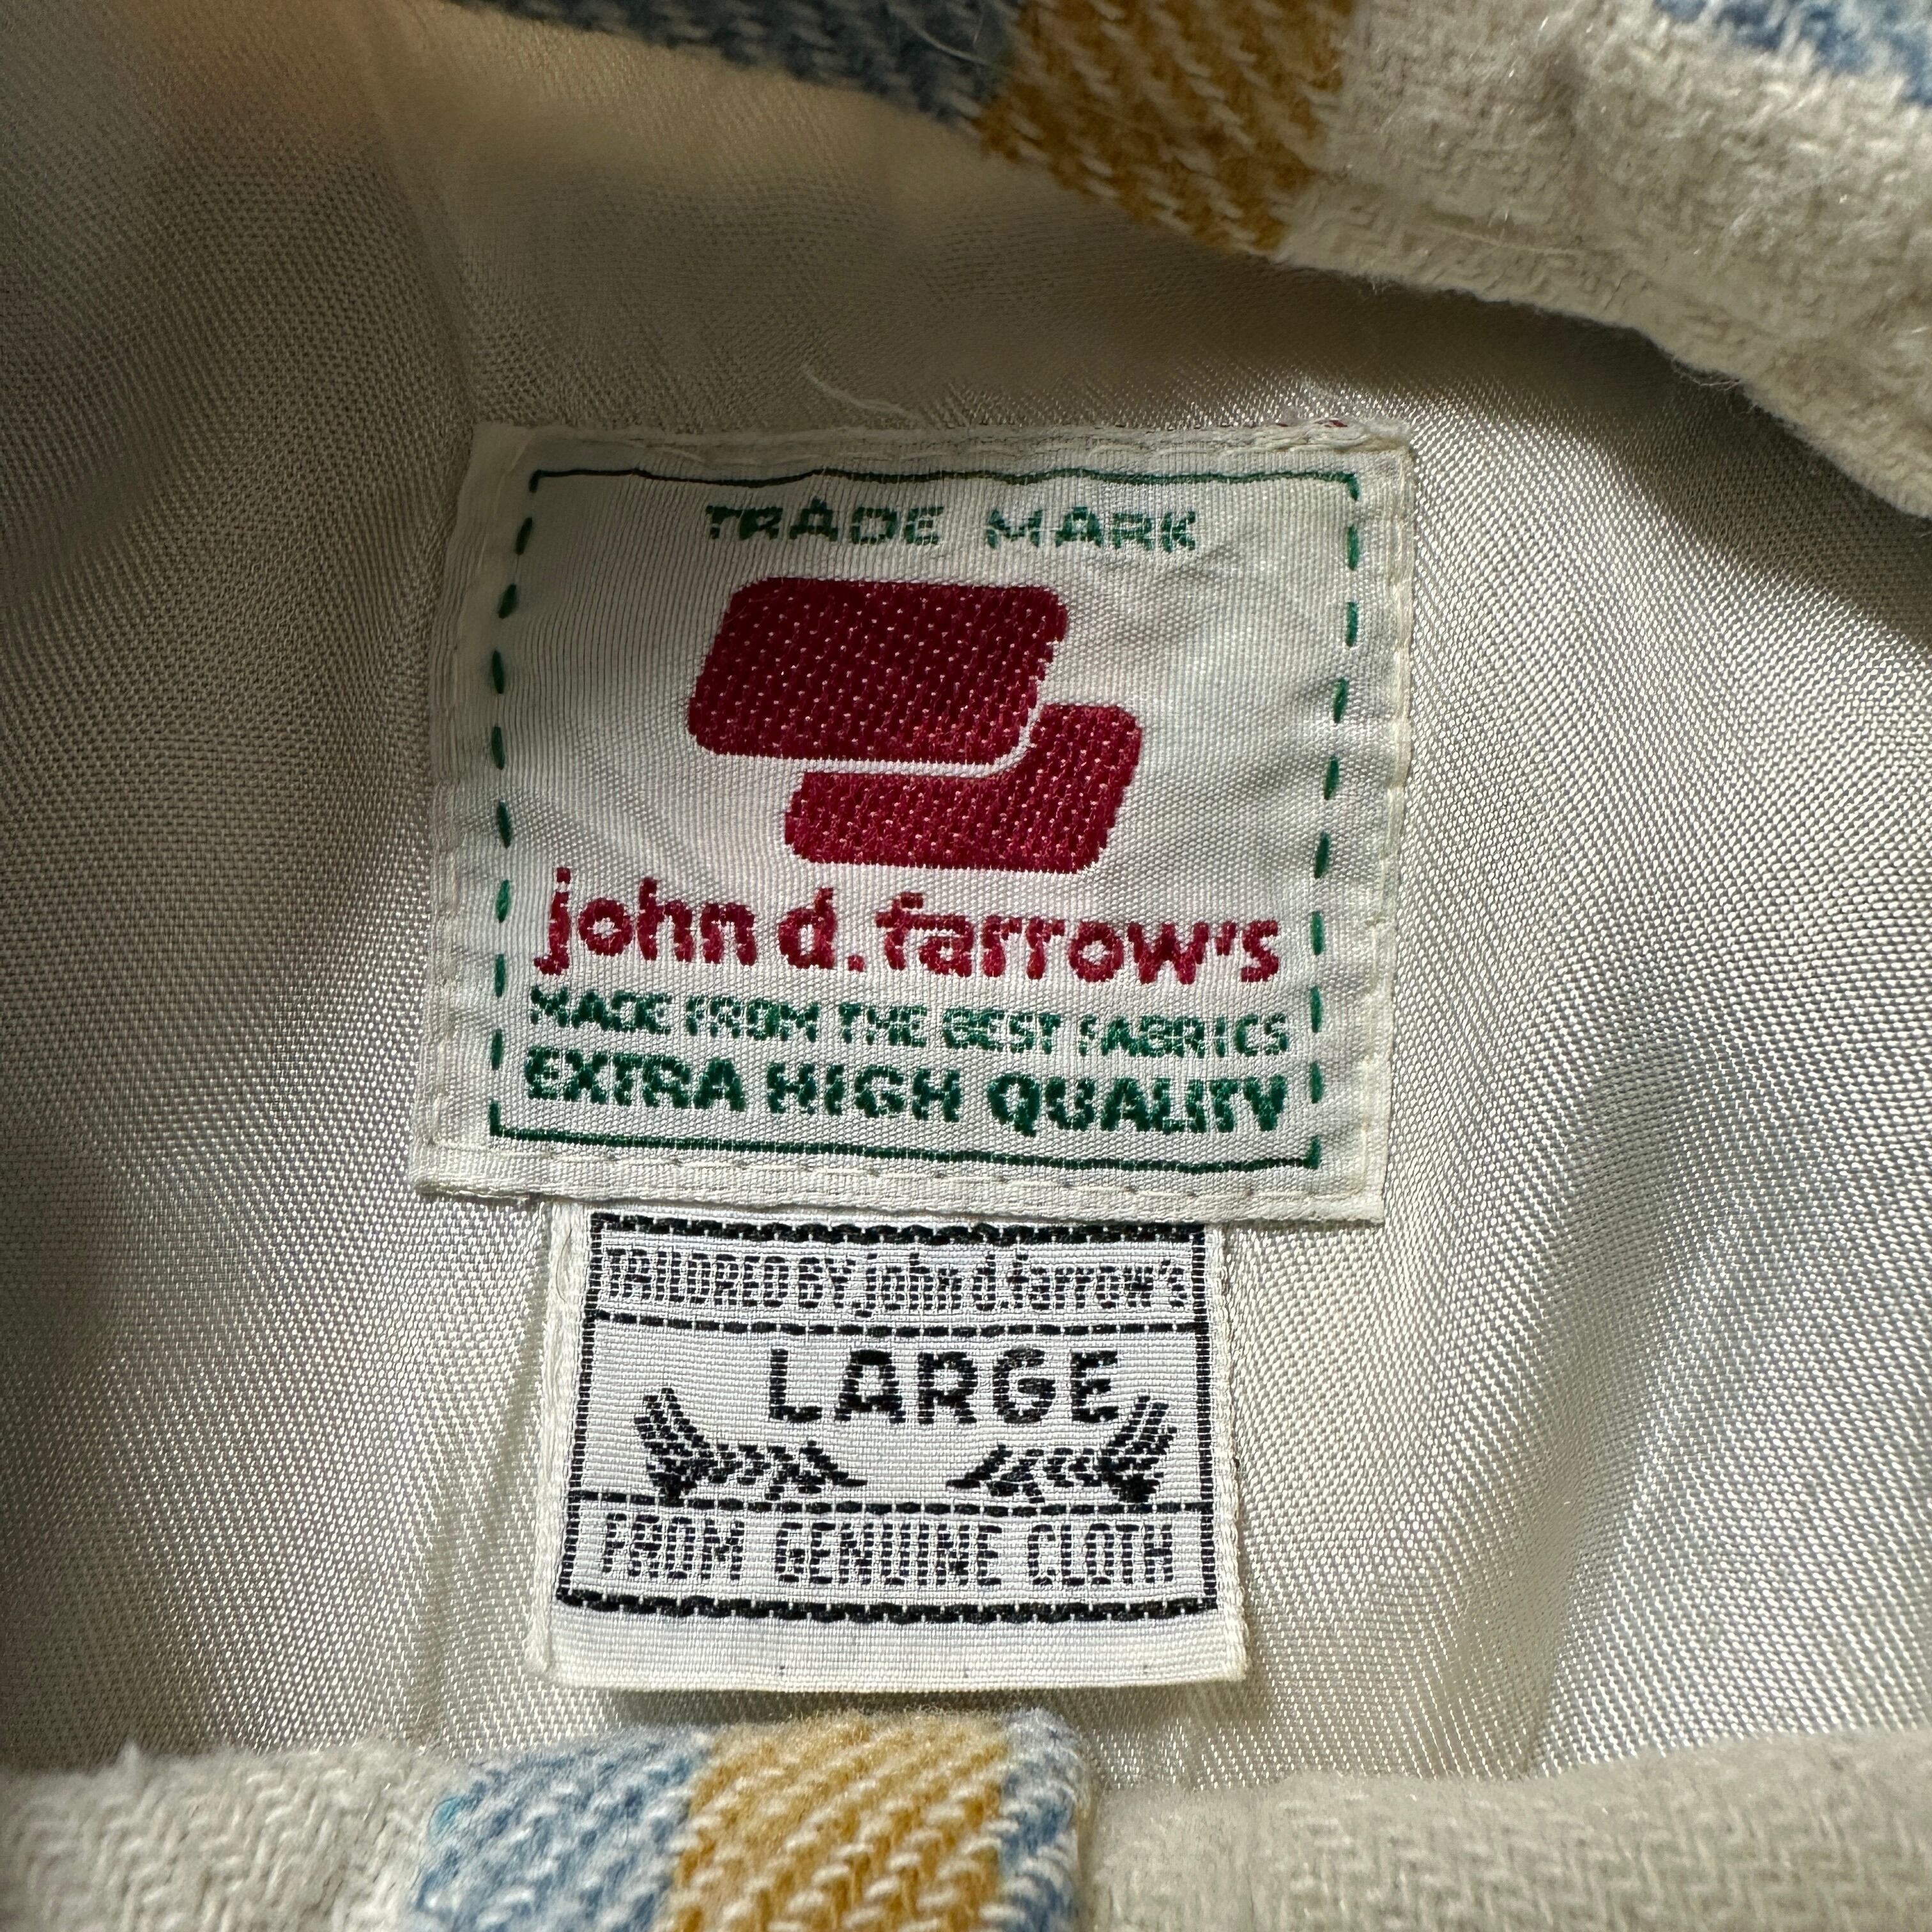 TRADE MARK
john d. farrow's
MADE FROM THE BEST FABRICS
EXTRA HIGH QUALITY
TAILORED BY john d. farrow's
LARGE
FROM GENUINE CLOTH